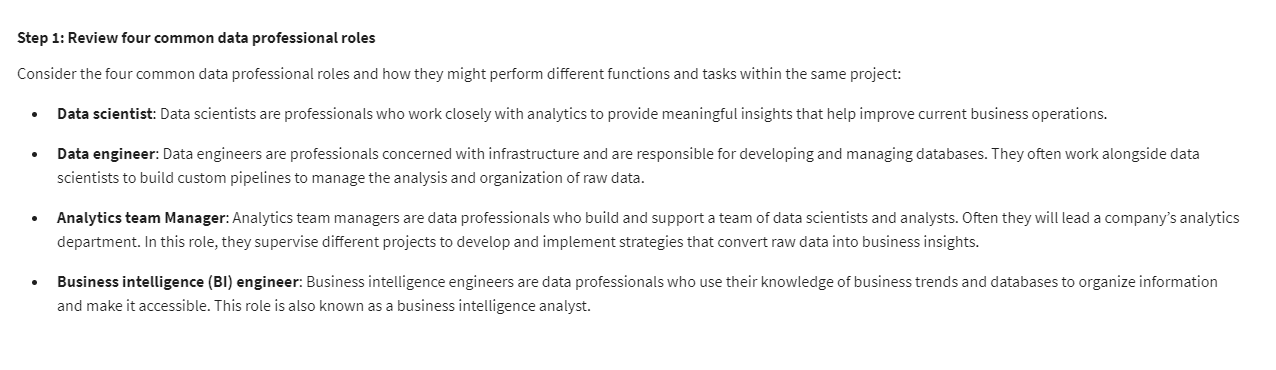 Step 1: Review four common data professional roles
Consider the four common data professional roles and how they might perform different functions and tasks within the same project:
• Data scientist: Data scientists are professionals who work closely with analytics to provide meaningful insights that help improve current business operations.
• Data engineer: Data engineers are professionals concerned with infrastructure and are responsible for developing and managing databases. They often work alongside data
scientists to build custom pipelines to manage the analysis and organization of raw data.
• Analytics team Manager: Analytics team managers are data professionals who build and support a team of data scientists and analysts. Often they will lead a company’s analytics
department. In this role, they supervise different projects to develop and implement strategies that convert raw data into business insights.
• Business intelligence (BI) engineer: Business intelligence engineers are data professionals who use their knowledge of business trends and databases to organize information
and make it accessible. This role is also known as a business intelligence analyst.